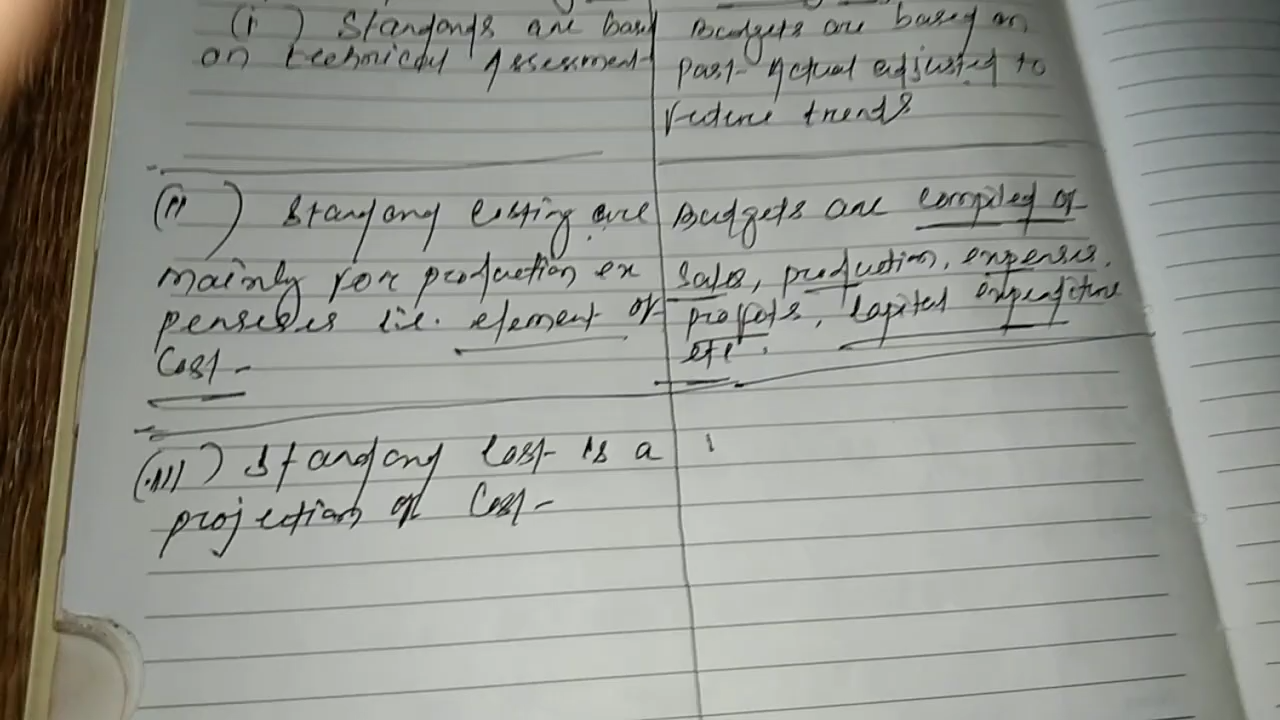 (i) Standards are based
on technical Assessment
Budgets are based on
past Actual adjusted to
Future trends
(ii) Standard costing are
mainly for production ex
penseses i.e. element of
Cost-
Budgets are compiled of
Sales, production, expenses,
profets, Capital expenditure
etc.
(iii) Standard Cost is a
projection of Cost-